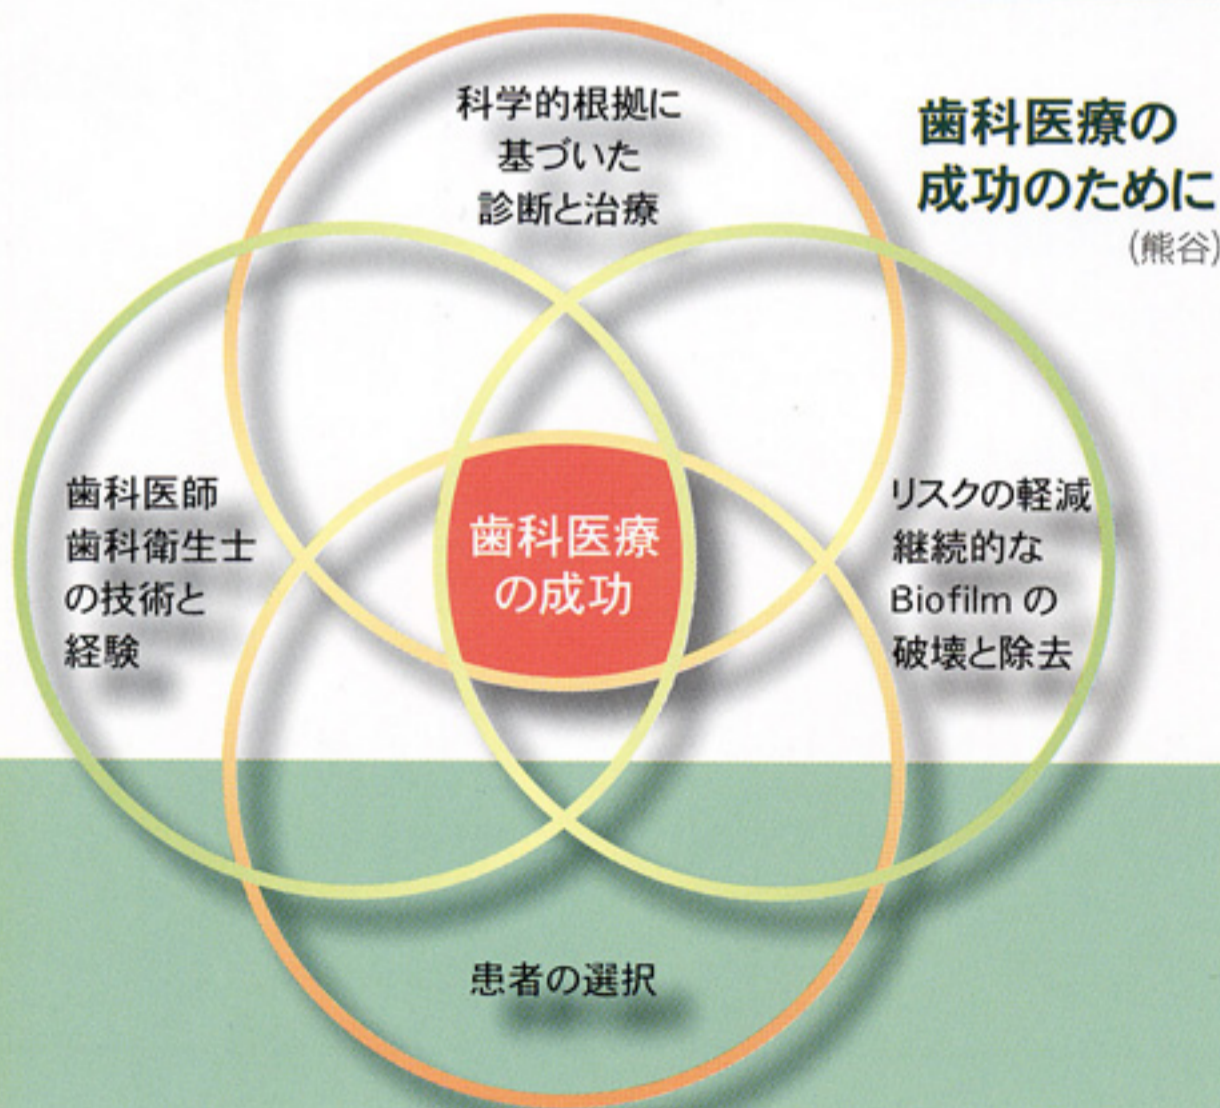 科学的根拠に
基づいた
診断と治療
歯科医療の
成功のために
(熊谷)
歯科医師
歯科衛生士
の技術と
経験
歯科医療
の成功
リスクの軽減
継続的な
Biofilm の
破壊と除去
患者の選択